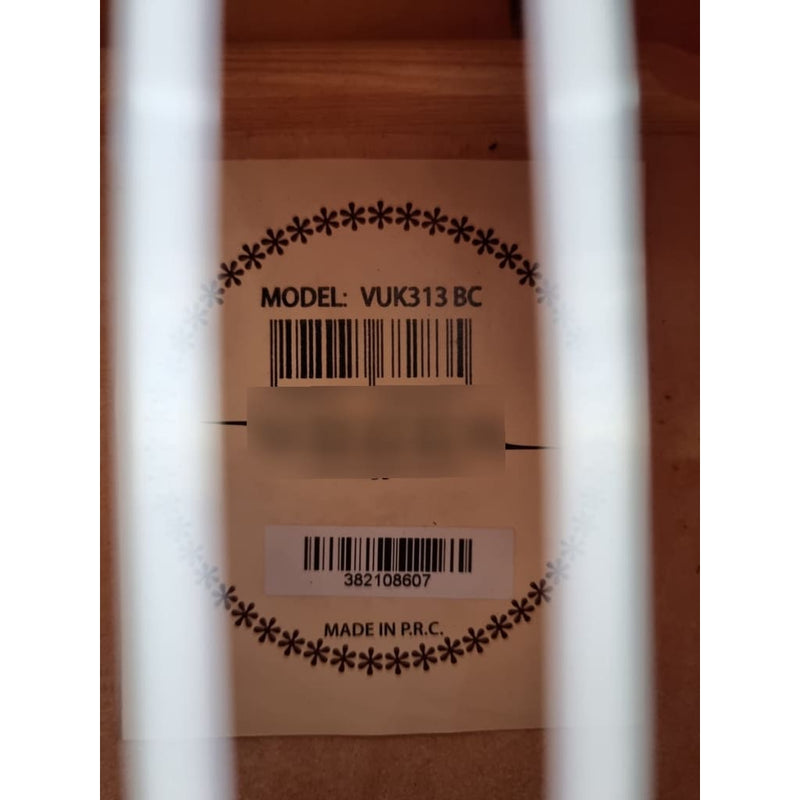 MODEL: VUK313 BC
382108607
MADE IN P.R.C.